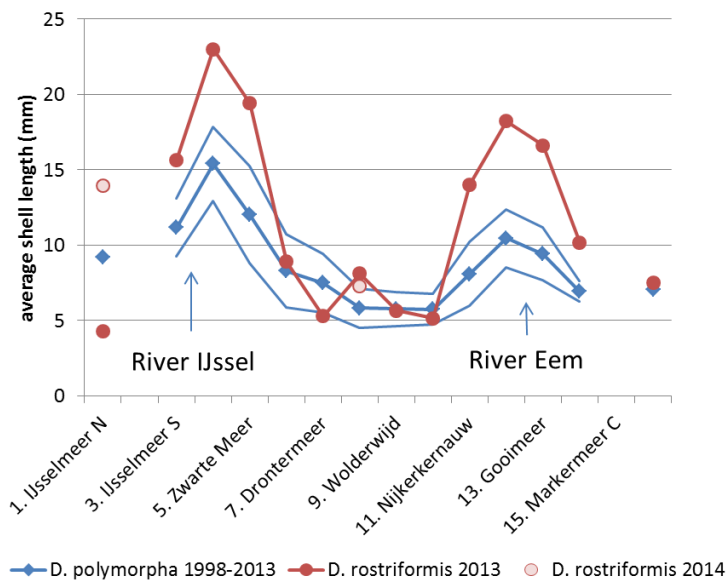 25
20
15
10
5
0
average shell length (mm)
River IJssel
River Eem
1. IJsselmeer N
3. IJsselmeer S
5. Zwarte Meer
7. Drontermeer
9. Wolderwijd
11. Nijkerkernauw
13. Gooimeer
15. Markermeer C
D. polymorpha 1998-2013 D. rostriformis 2013 D. rostriformis 2014